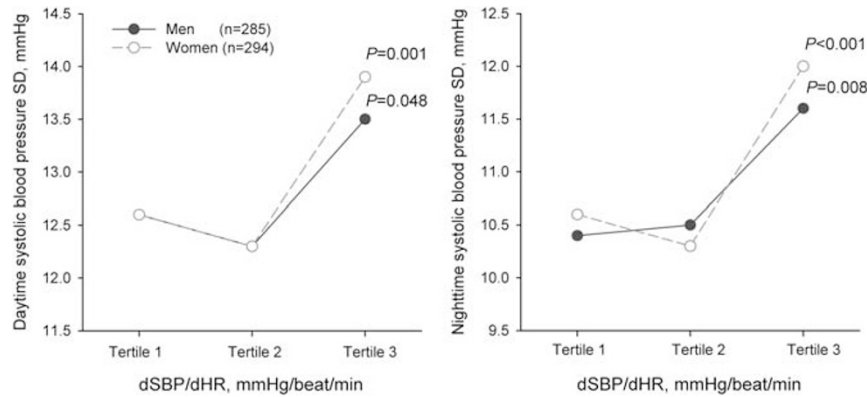 Daytime systolic blood pressure SD, mmHg
14.5
14.0
13.5
13.0
12.5
12.0
11.5
Men (n=285)
Women (n=294)
P=0.001
P=0.048
Tertile 1 Tertile 2 Tertile 3
dSBP/dHR, mmHg/beat/min
Nighttime systolic blood pressure SD, mmHg
12.5
12.0
11.5
11.0
10.5
10.0
9.5
P<0.001
P=0.008
Tertile 1 Tertile 2 Tertile 3
dSBP/dHR, mmHg/beat/min